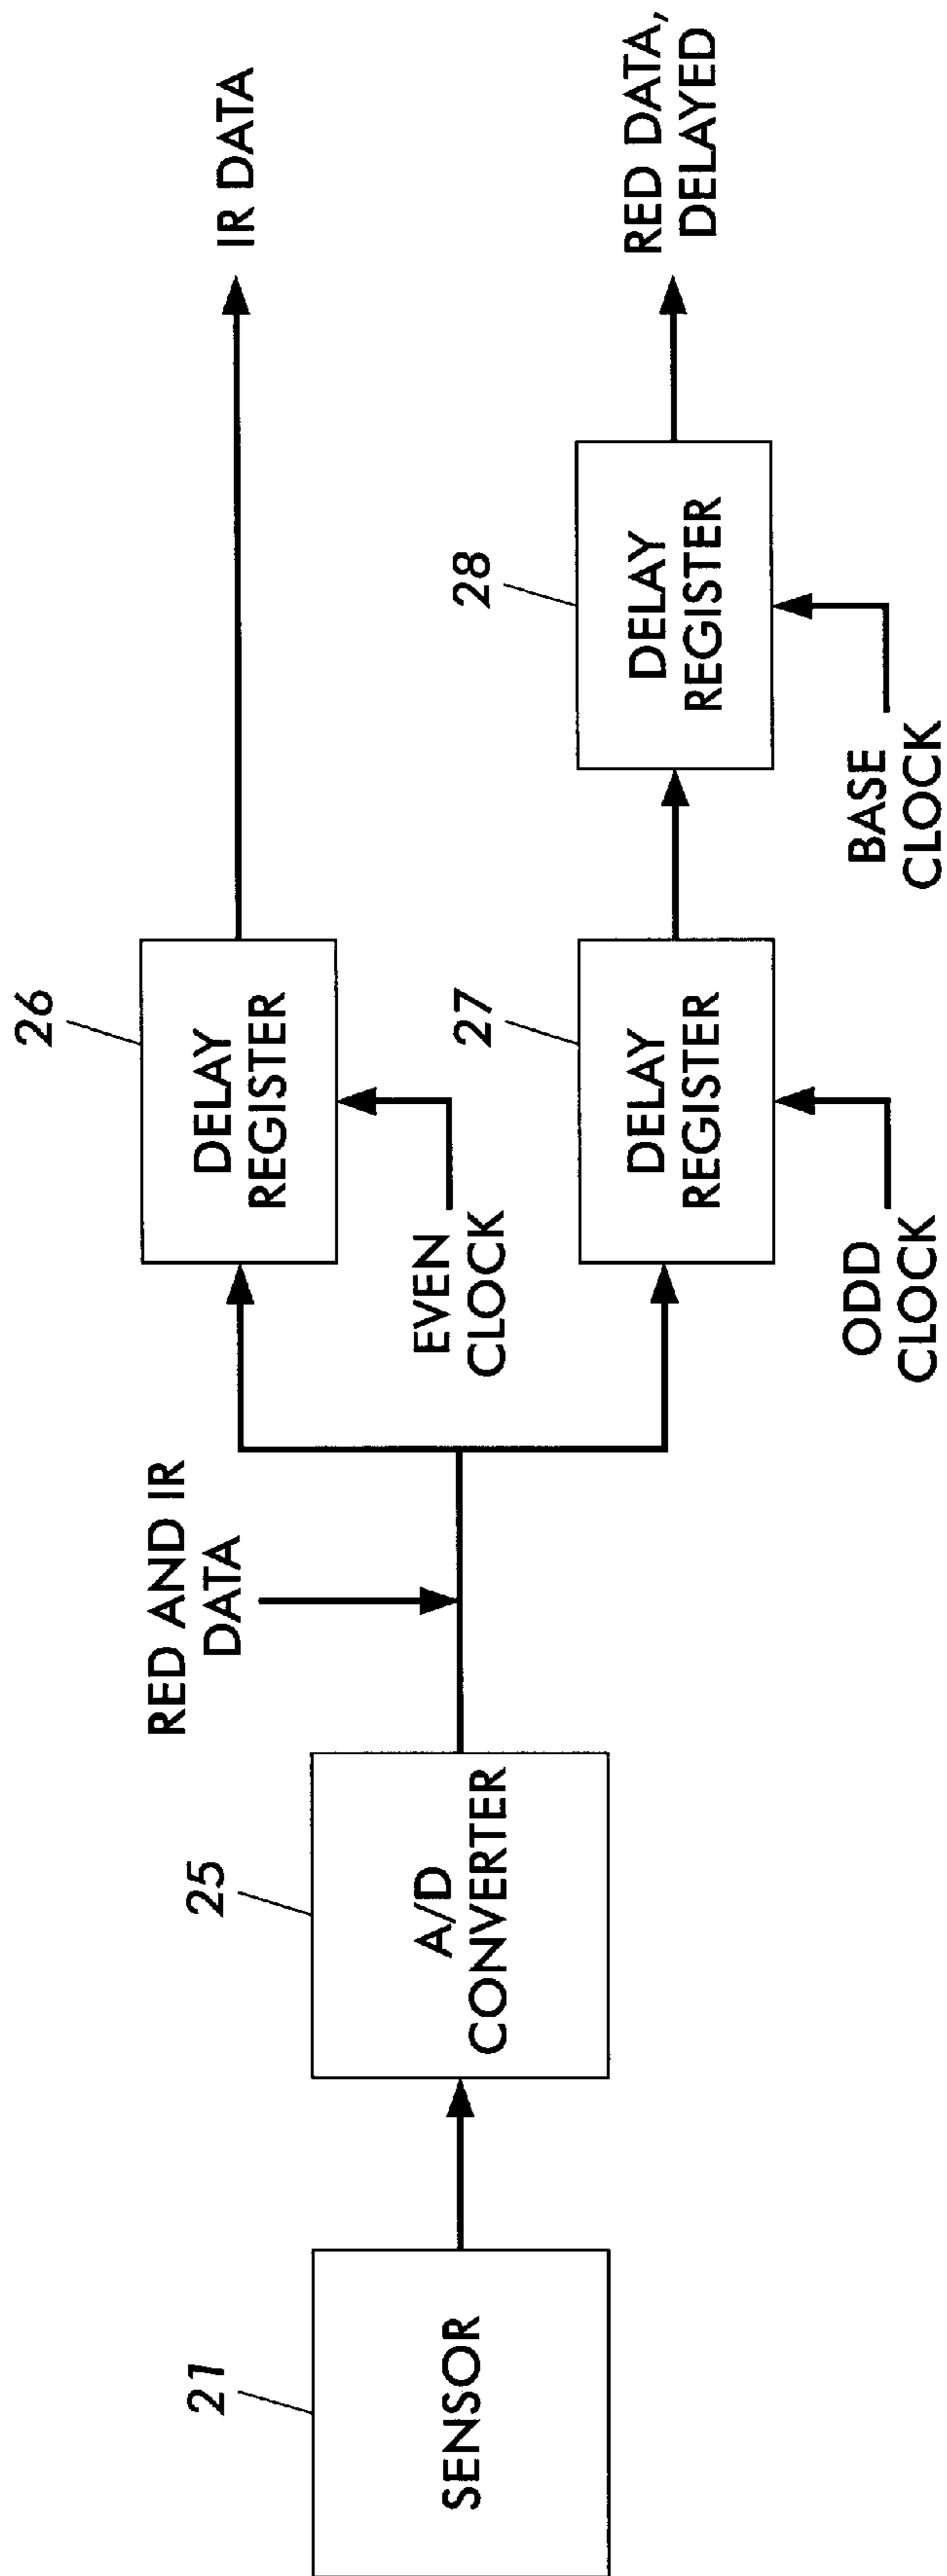 21
SENSOR
25
A/D
CONVERTER
RED AND IR
DATA
26
DELAY
REGISTER
EVEN
CLOCK
IR DATA
27
DELAY
REGISTER
ODD
CLOCK
28
DELAY
REGISTER
BASE
CLOCK
RED DATA,
DELAYED